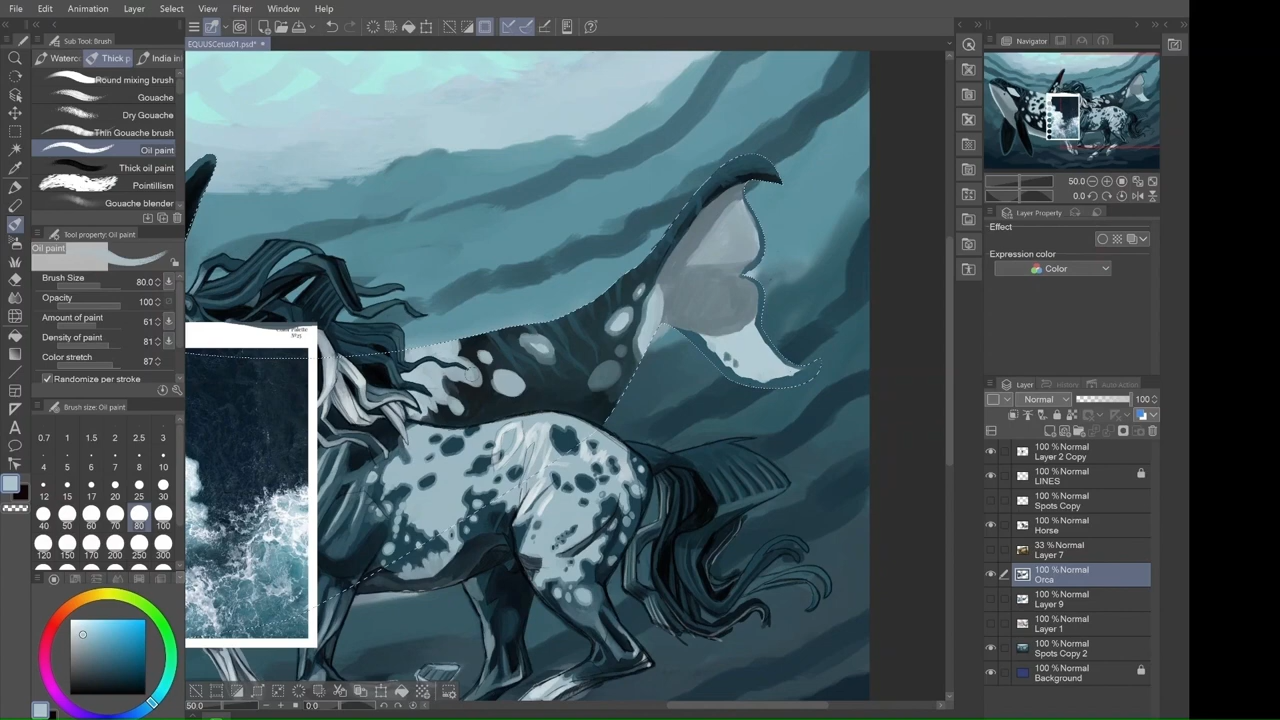 File Edit Animation Layer Select View Filter Window Help
Sub Tool: Brush
EQUUSCetus01.psd*
Navigator
Thick p
India in
Round mixing brush
Gouache
Dry Gouache
Thin Gouache brush
Oil paint
Thick oil paint
Pointillism
Gouache blender
50.0
0.0
Tool property: Oil paint
Oil paint
Brush Size 80.0
Opacity 100
Amount of paint 61
Density of paint 81
Color stretch 87
Randomize per stroke
Layer Property
Effect
Expression color
Color
Brush size: Oil paint
0.7 1 1.5 2 2.5 3
4 5 6 7 8 10
12 15 17 20 25 30
40 50 60 70 80 100
120 150 170 200 250 300
Layer History Auto Action
Normal 100
100 % Normal
Layer 2 Copy
100 % Normal
LINES
100 % Normal
Spots Copy
100 % Normal
Horse
33 % Normal
Layer 7
100 % Normal
Orca
100 % Normal
Layer 9
100 % Normal
Layer 1
100 % Normal
Spots Copy 2
100 % Normal
Background
50.0
0.0